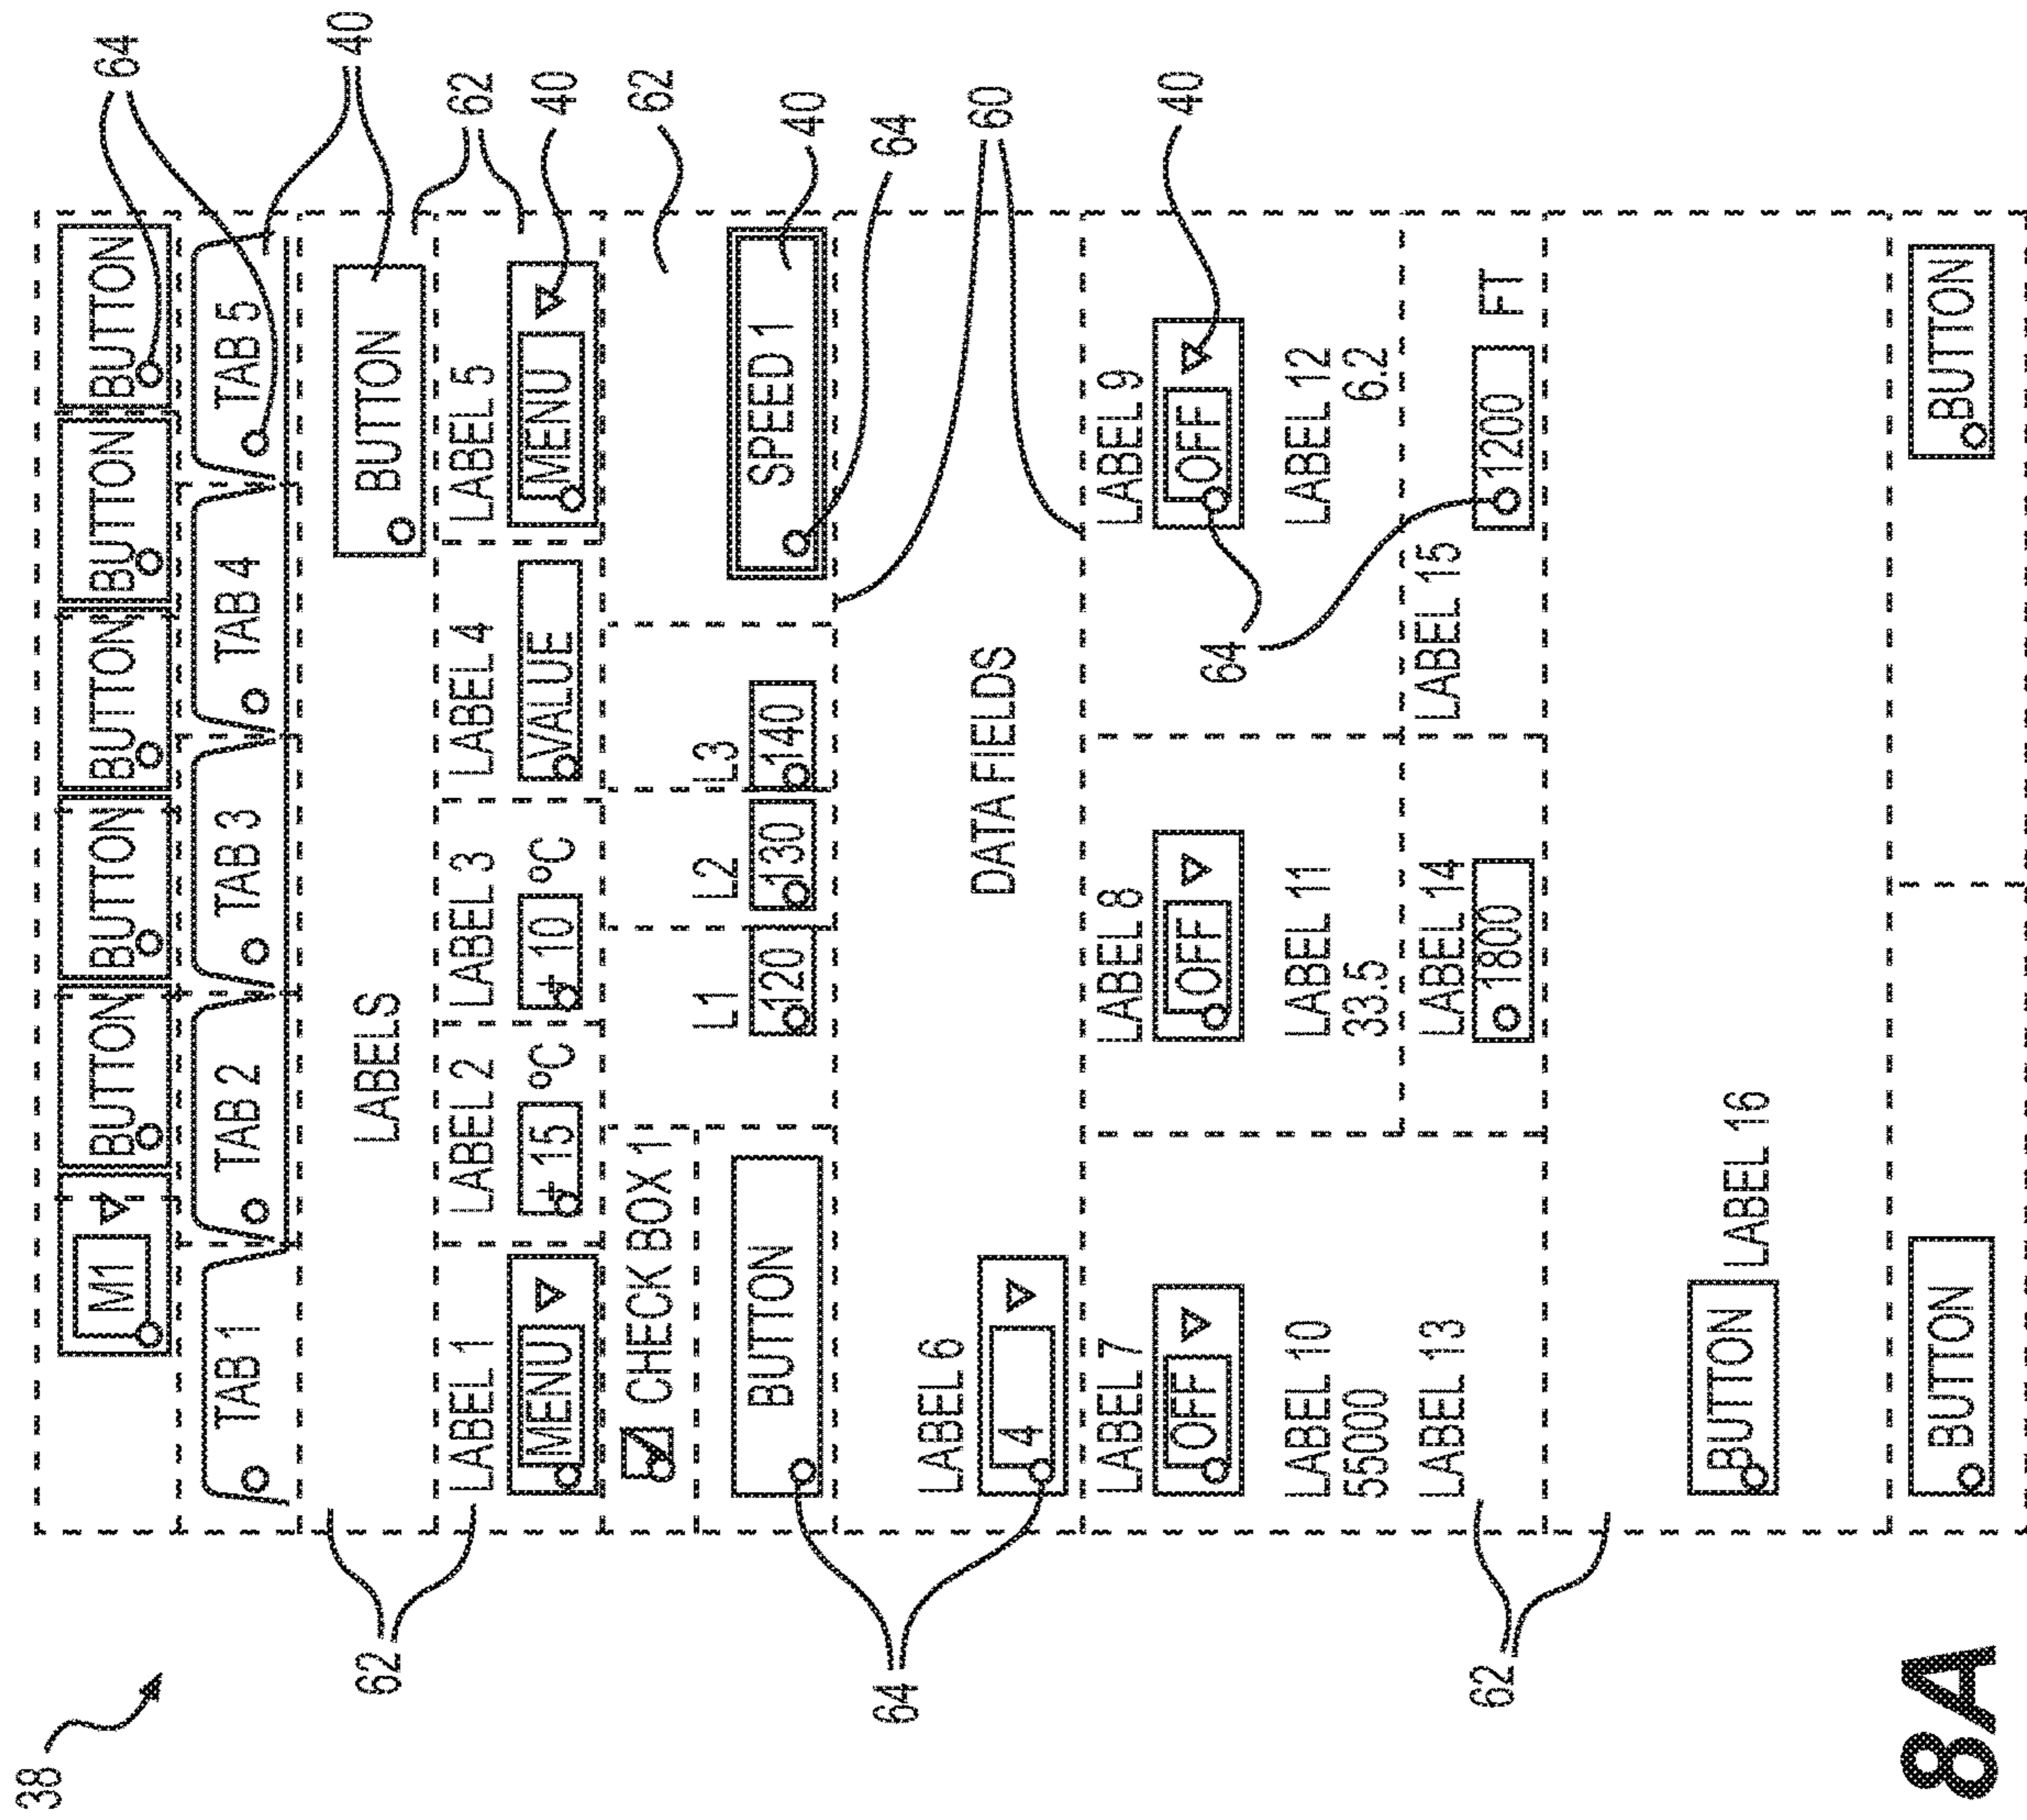 38
64
40
M1 BUTTON BUTTON BUTTON BUTTON BUTTON
TAB 1 TAB 2 TAB 3 TAB 4 TAB 5
LABELS BUTTON
62
62
LABEL 1 LABEL 2 LABEL 3 LABEL 4 LABEL 5
MENU + 15 ºC + 10 ºC VALUE MENU
40
CHECK BOX 1
62
L1 L2 L3
BUTTON 120 130 140 SPEED 1
40
64
64
LABEL 6
DATA FIELDS
60
4
LABEL 7 LABEL 8 LABEL 9
OFF OFF OFF
40
64
LABEL 10 LABEL 11 LABEL 12
55000 33.5 6.2
LABEL 13 LABEL 14 LABEL 15
1800 1200 FT
62
BUTTON LABEL 16
BUTTON BUTTON
8A